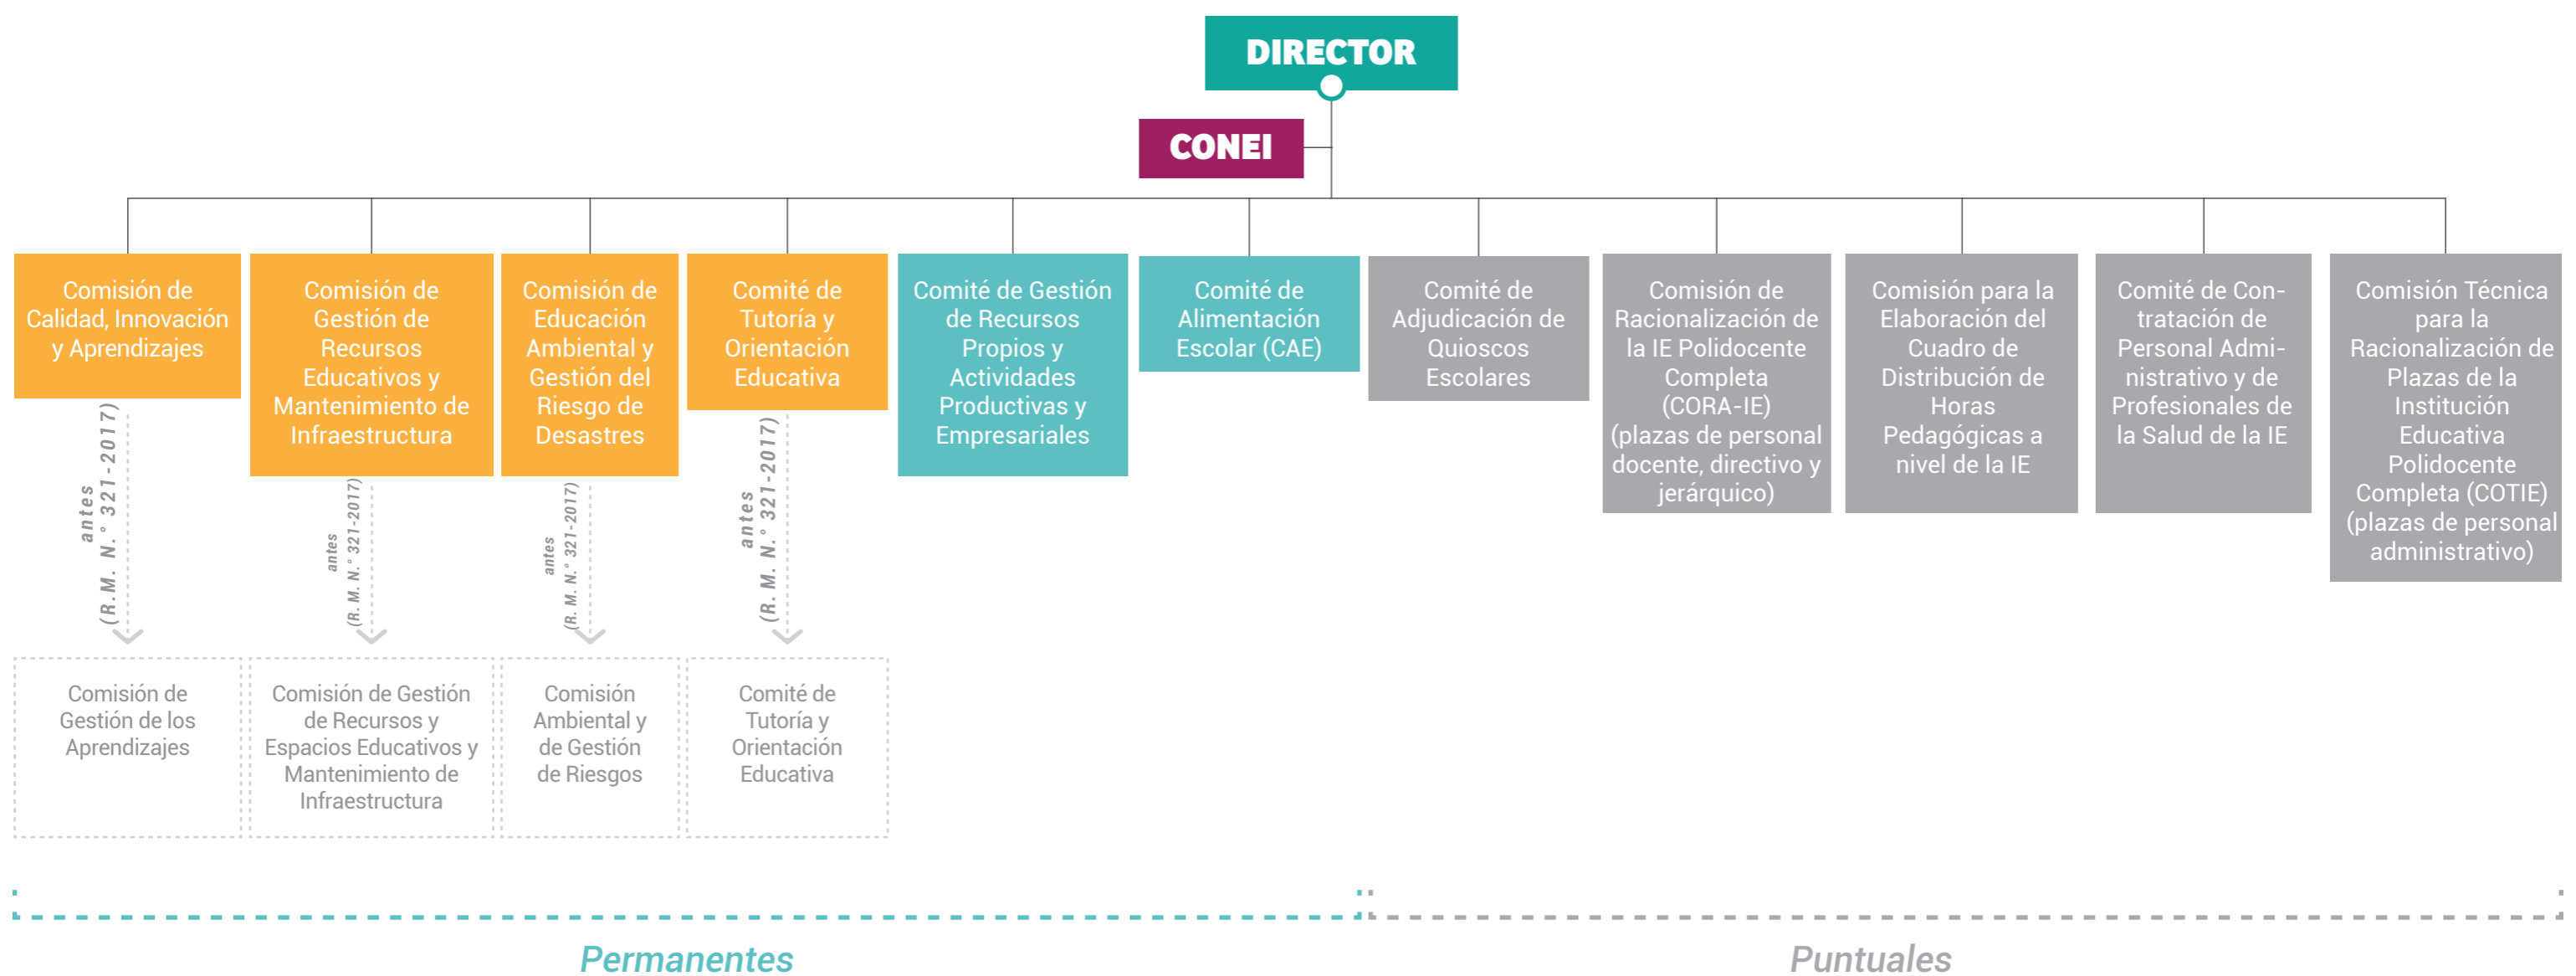 DIRECTOR
CONEI
Comisión de
Calidad, Innovación
y Aprendizajes
Comisión de
Gestión de
Recursos
Educativos y
Mantenimiento de
Infraestructura
Comisión de
Educación
Ambiental y
Gestión del
Riesgo de
Desastres
Comité de
Tutoría y
Orientación
Educativa
Comité de Gestión
de Recursos
Propios y
Actividades
Productivas y
Empresariales
Comité de
Alimentación
Escolar (CAE)
Comité de
Adjudicación de
Quioscos
Escolares
Comisión de
Racionalización de
la IE Polidocente
Completa
(CORA-IE)
(plazas de personal
docente, directivo y
jerárquico)
Comisión para la
Elaboración del
Cuadro de
Distribución de
Horas
Pedagógicas a
nivel de la IE
Comité de Con-
tratación de
Personal Admi-
nistrativo y de
Profesionales de
la Salud de la IE
Comisión Técnica
para la
Racionalización de
Plazas de la
Institución
Educativa
Polidocente
Completa (COTIE)
(plazas de personal
administrativo)
antes
(R.M. N.° 321-2017)
antes
(R. M. N.° 321-2017)
antes
(R. M. N.° 321-2017)
antes
(R. M. N.° 321-2017)
Comisión de
Gestión de los
Aprendizajes
Comisión de Gestión
de Recursos y
Espacios Educativos y
Mantenimiento de
Infraestructura
Comisión
Ambiental y
de Gestión
de Riesgos
Comité de
Tutoría y
Orientación
Educativa
Permanentes
Puntuales